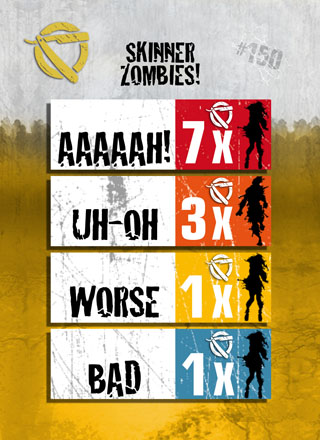 #150
SKINNER
ZOMBIES!
AAAAAH! 7X
UH-OH 3X
WORSE 1X
BAD 1X